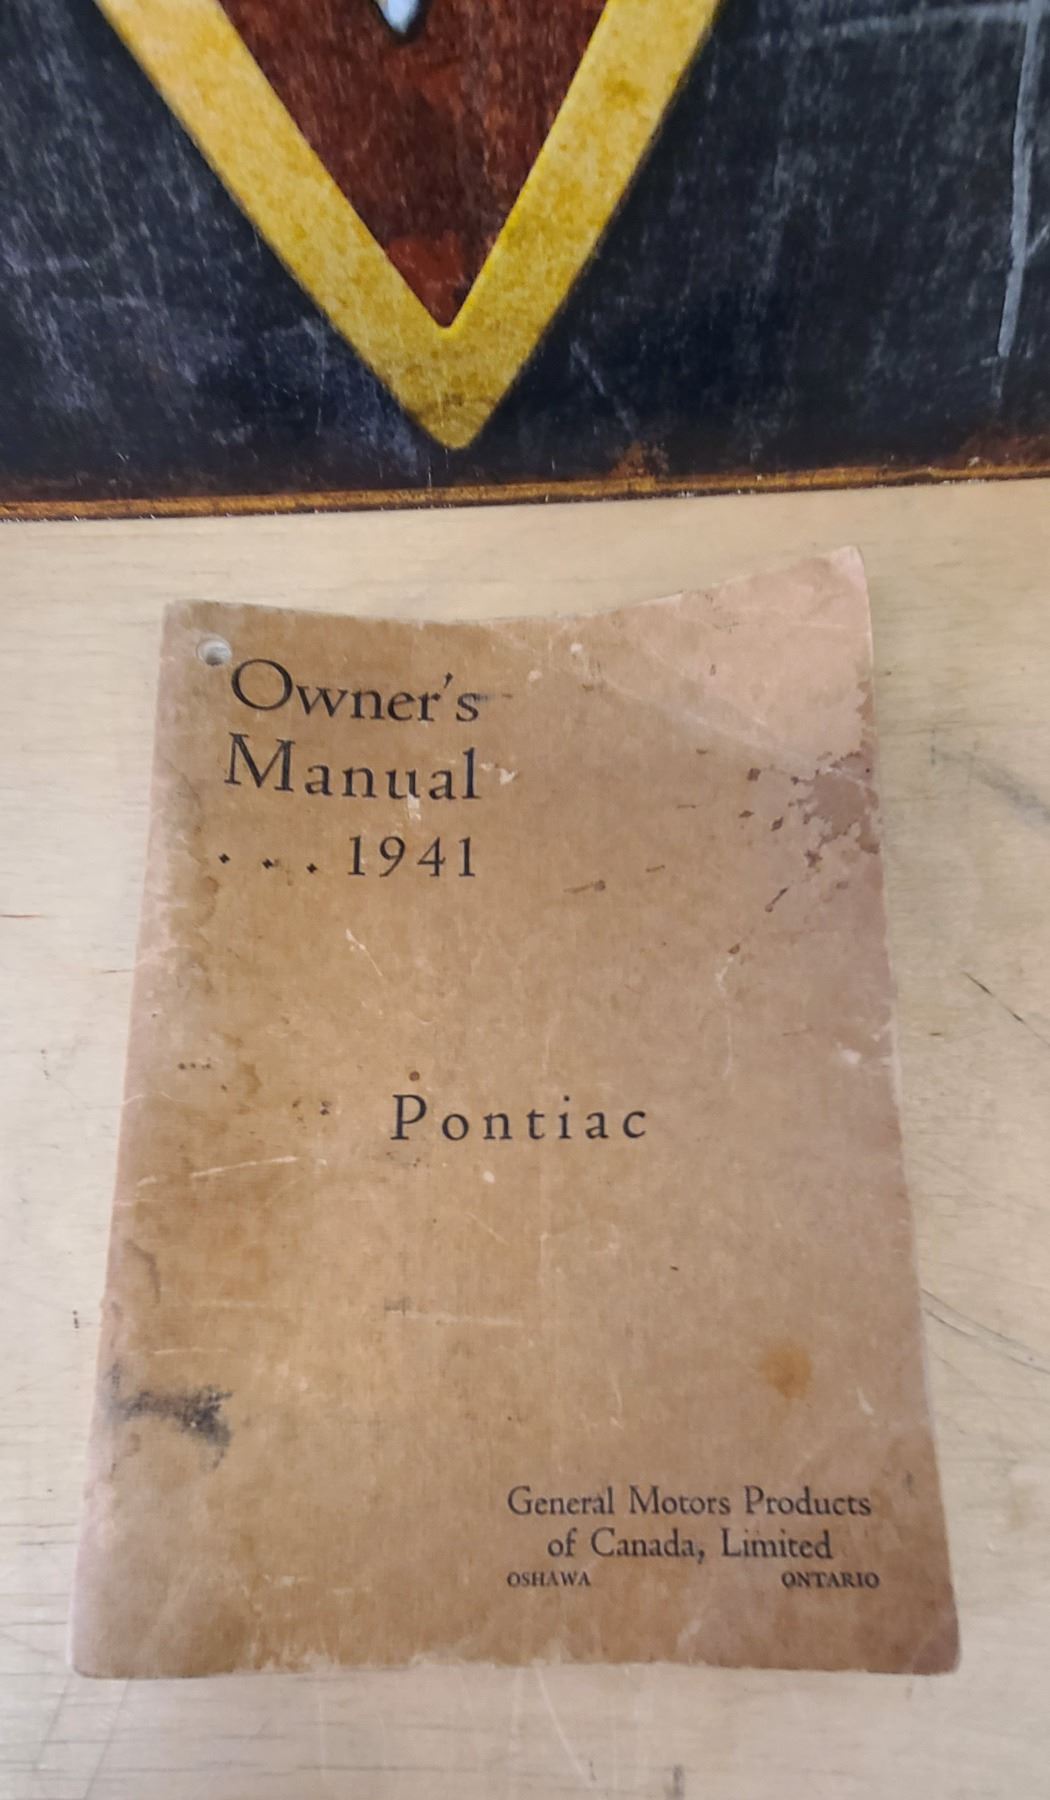 Owner's
Manual
. . . 1941
Pontiac
General Motors Products
of Canada, Limited
OSHAWA ONTARIO